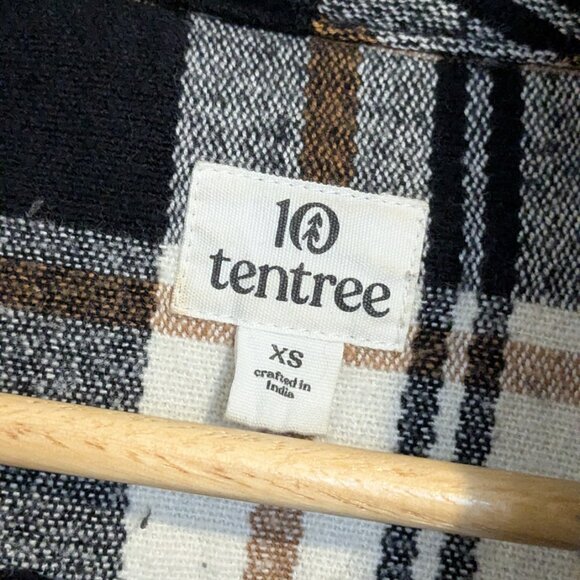 10
tentree
XS
crafted in
India